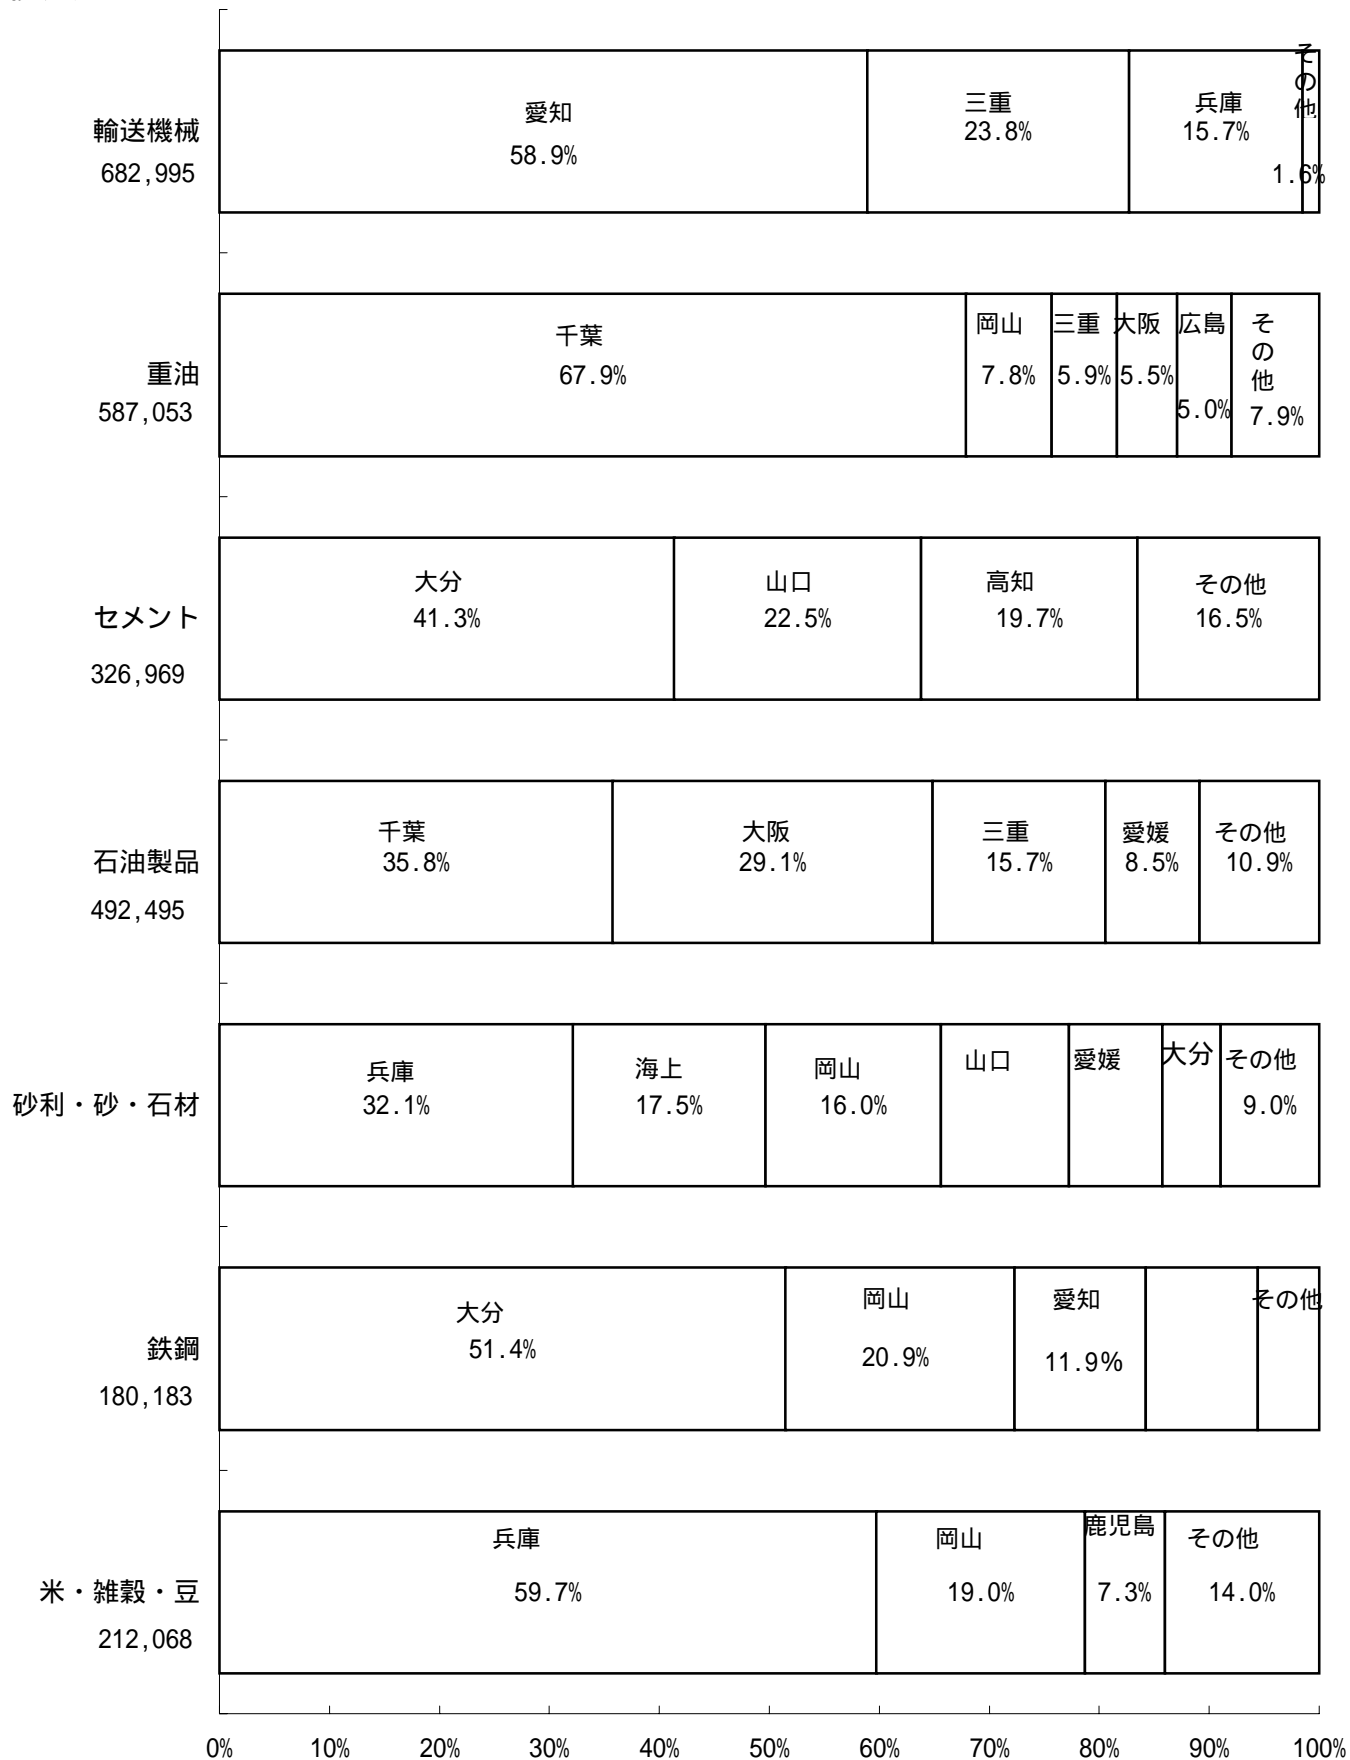 輸送機械
682,995
愛知
58.9%
三重
23.8%
兵庫
15.7%
その他
1.6%
重油
587,053
千葉
67.9%
岡山
7.8%
三重
5.9%
大阪
5.5%
広島
5.0%
その他
7.9%
セメント
326,969
大分
41.3%
山口
22.5%
高知
19.7%
その他
16.5%
石油製品
492,495
千葉
35.8%
大阪
29.1%
三重
15.7%
愛媛
8.5%
その他
10.9%
砂利・砂・石材
兵庫
32.1%
海上
17.5%
岡山
16.0%
山口
愛媛
大分
その他
9.0%
鉄鋼
180,183
大分
51.4%
岡山
20.9%
愛知
11.9%
その他
米・雑穀・豆
212,068
兵庫
59.7%
岡山
19.0%
鹿児島
7.3%
その他
14.0%
0% 10% 20% 30% 40% 50% 60% 70% 80% 90% 100%